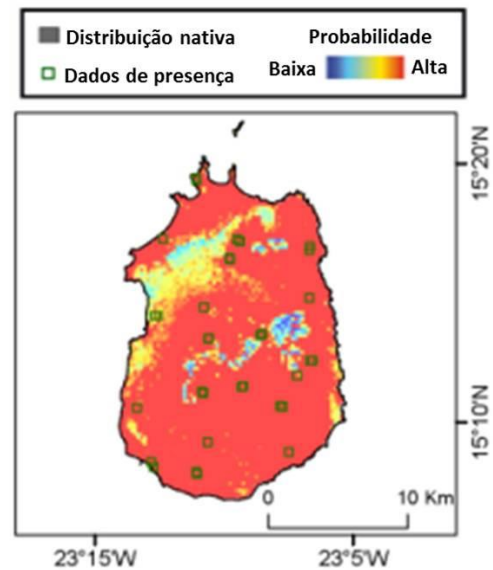 Distribuição nativa
Probabilidade
Dados de presença
Baixa
Alta
15°20'N
15°10'N
0
10 Km
23°15'W
23°5'W